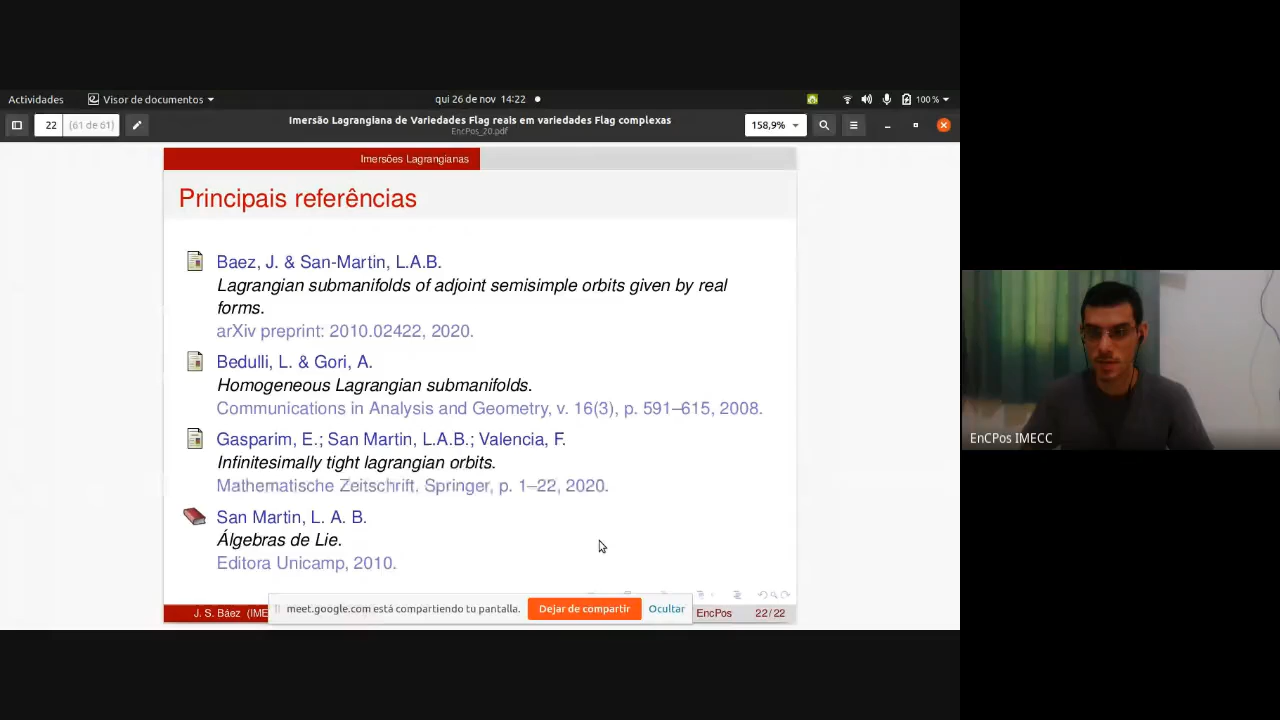 Actividades
Visor de documentos
qui 26 de nov 14:22
100 %
22
(61 de 61)
Imersão Lagrangiana de Variedades Flag reais em variedades Flag complexas
EncPos_20.pdf
158,9%
Imersões Lagrangianas
Principais referências
Baez, J. & San-Martin, L.A.B.
Lagrangian submanifolds of adjoint semisimple orbits given by real
forms.
arXiv preprint: 2010.02422, 2020.
Bedulli, L. & Gori, A.
Homogeneous Lagrangian submanifolds.
Communications in Analysis and Geometry, v. 16(3), p. 591–615, 2008.
Gasparim, E.; San Martin, L.A.B.; Valencia, F.
Infinitesimally tight lagrangian orbits.
Mathematische Zeitschrift. Springer, p. 1–22, 2020.
San Martin, L. A. B.
Álgebras de Lie.
Editora Unicamp, 2010.
J. S. Báez (IME
meet.google.com está compartiendo tu pantalla.
Dejar de compartir
Ocultar
EncPos
22 / 22
EnCPos IMECC